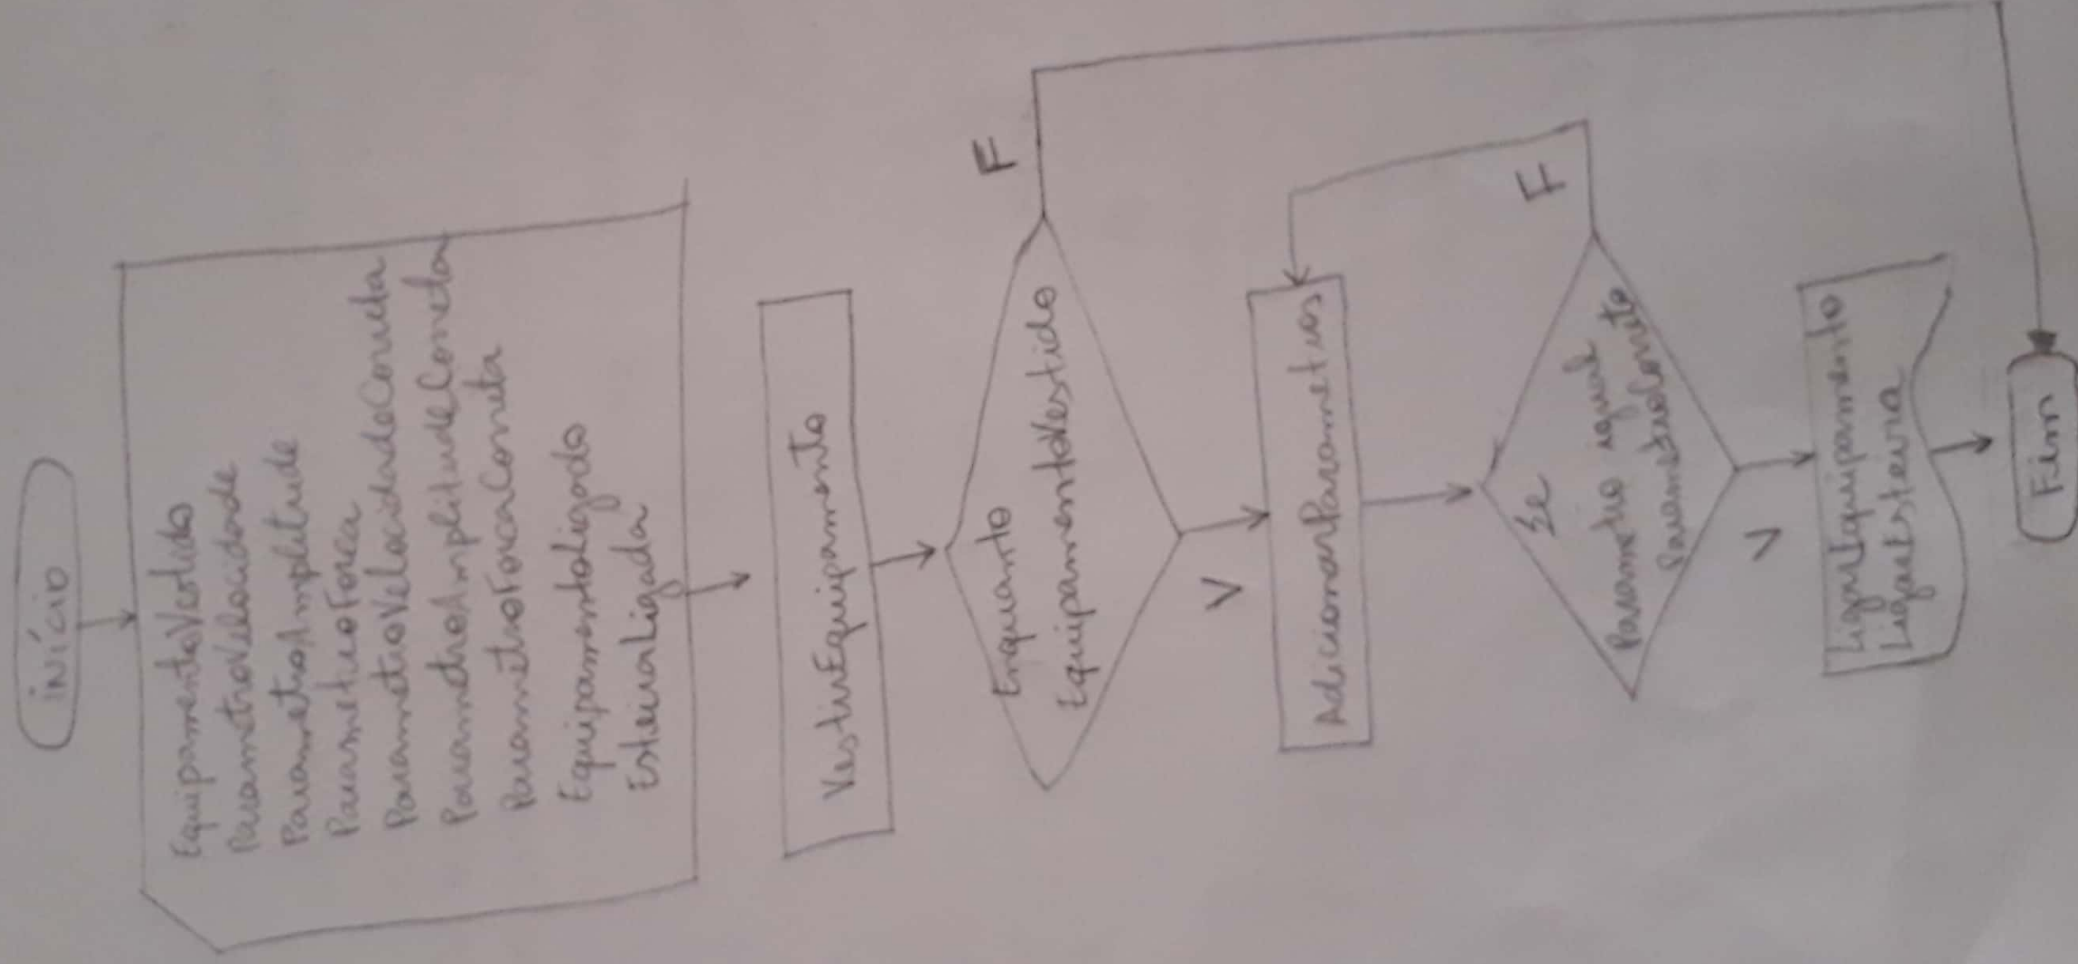 início
EquipamentoVestido
ParametroVelocidade
ParametroAmplitude
ParametroForca
ParametroVelocidadeCorreta
ParametroAmplitudeCorreta
ParametroForcaCorreta
EquipamentoLigado
EsteiraLigada
VestirEquipamento
Enquanto
EquipamentoVestido
F
V
AdicionarParametros
Se
Parametro igual
ParametroCorreto
F
V
LigarEquipamento
LigaEsteira
Fim